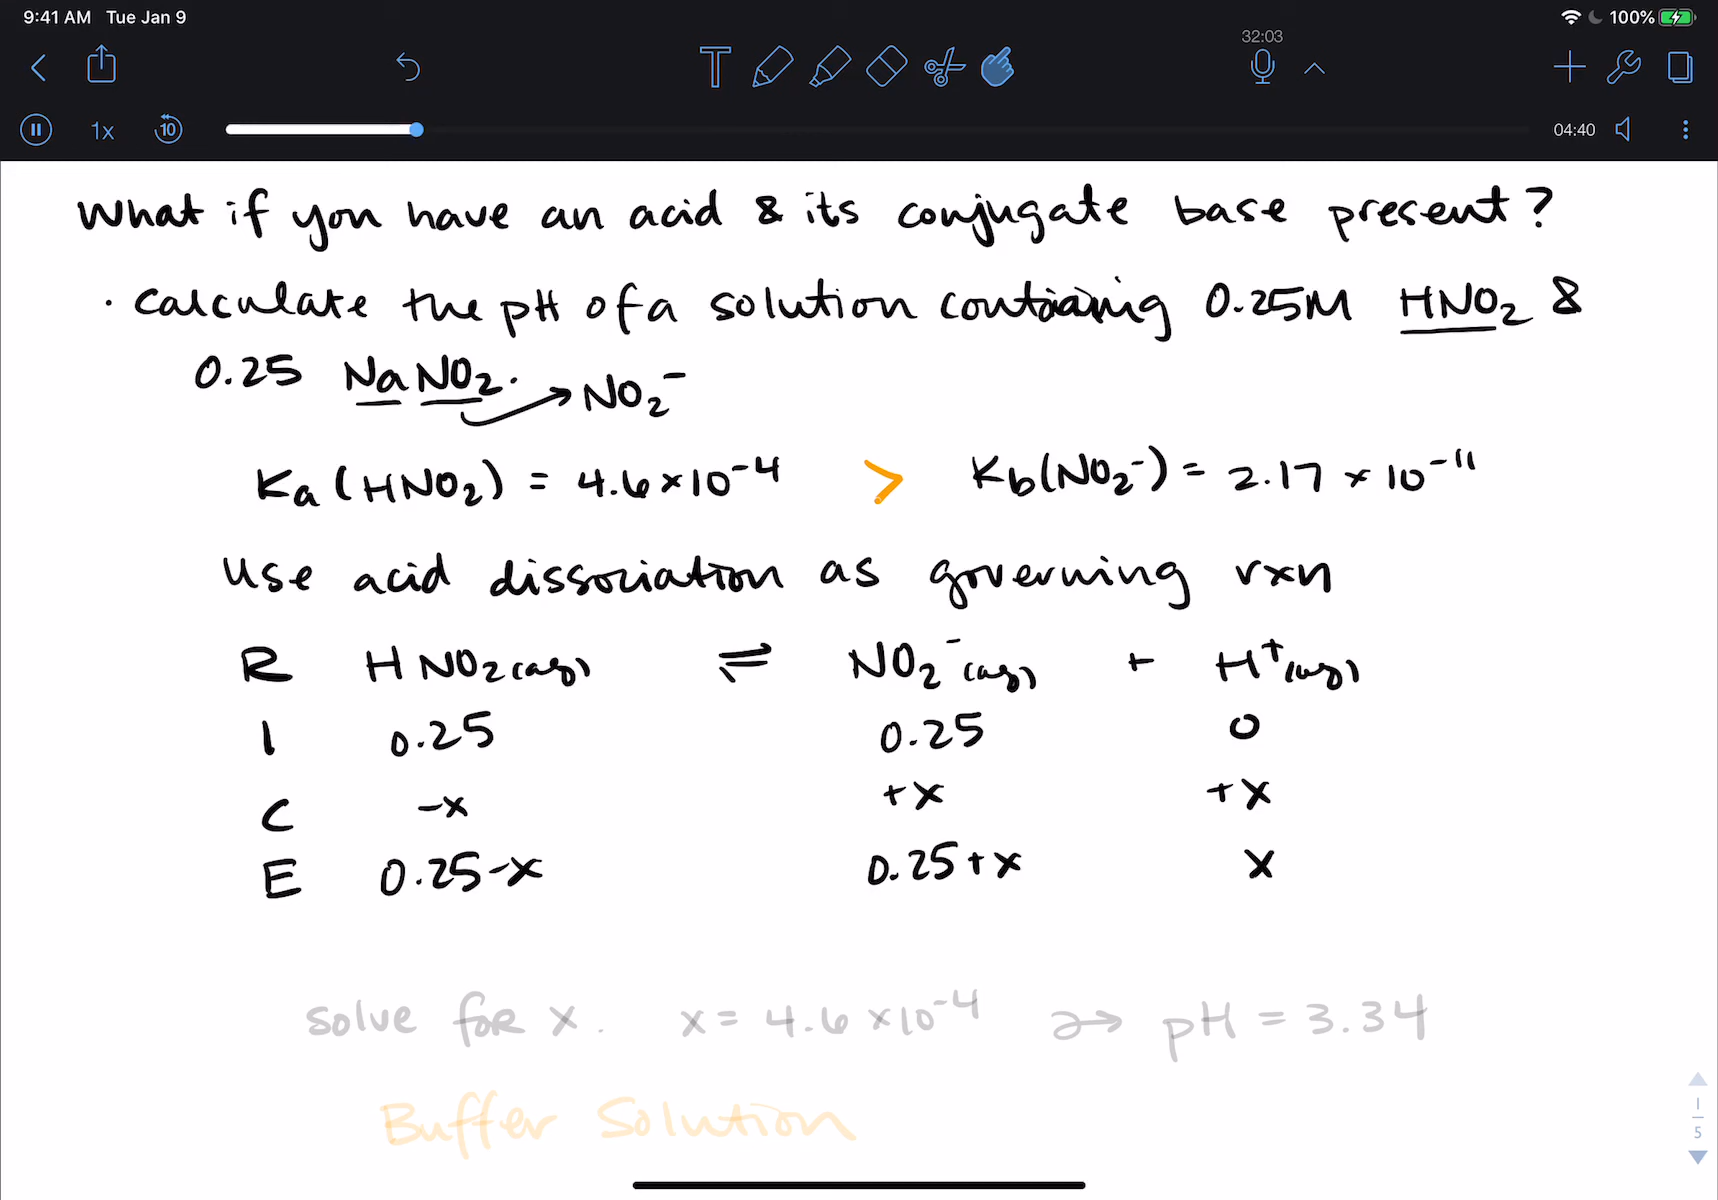 9:41 AM Tue Jan 9 100%
32:03
1x 10 04:40
What if you have an acid & its conjugate base present?
· Calculate the pH of a solution containing 0.25M HNO₂ &
0.25 NaNO₂. → NO₂⁻
Ka (HNO₂) = 4.6×10⁻⁴ > Kb(NO₂⁻) = 2.17 × 10⁻¹¹
Use acid dissociation as governing rxn
R HNO₂(aq) ⇌ NO₂⁻(aq) + H⁺(aq)
I 0.25 0.25 0
C -x +x +x
E 0.25-x 0.25+x x
solve for x. x = 4.6×10⁻⁴ → pH = 3.34
Buffer Solution
1
5